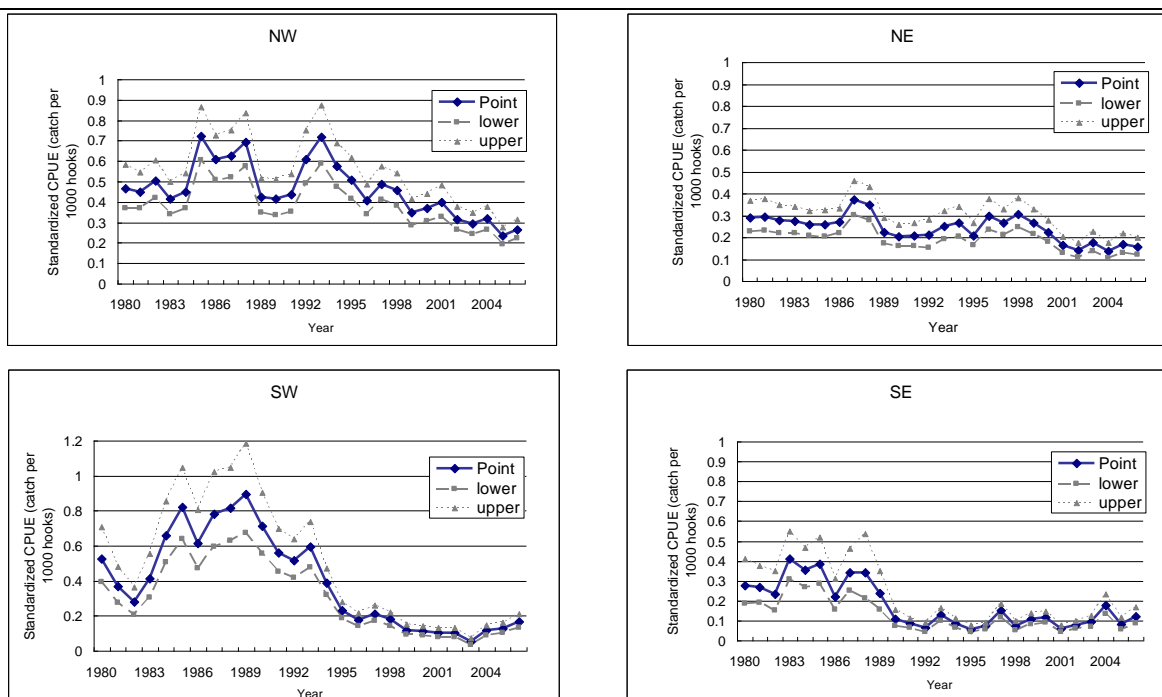 NW
Standardized CPUE (catch per
1000 hooks)
1
0.9
0.8
0.7
0.6
0.5
0.4
0.3
0.2
0.1
0
Point
lower
upper
1980 1983 1986 1989 1992 1995 1998 2001 2004
Year
NE
Standardized CPUE (catch per
1000 hooks)
1
0.9
0.8
0.7
0.6
0.5
0.4
0.3
0.2
0.1
0
Point
lower
upper
1980 1983 1986 1989 1992 1995 1998 2001 2004
Year
SW
Standardized CPUE (catch per
1000 hooks)
1.2
1
0.8
0.6
0.4
0.2
0
Point
lower
upper
1980 1983 1986 1989 1992 1995 1998 2001 2004
Year
SE
Standardized CPUE (catch per
1000 hooks)
1
0.9
0.8
0.7
0.6
0.5
0.4
0.3
0.2
0.1
0
Point
lower
upper
1980 1983 1986 1989 1992 1995 1998 2001 2004
Year